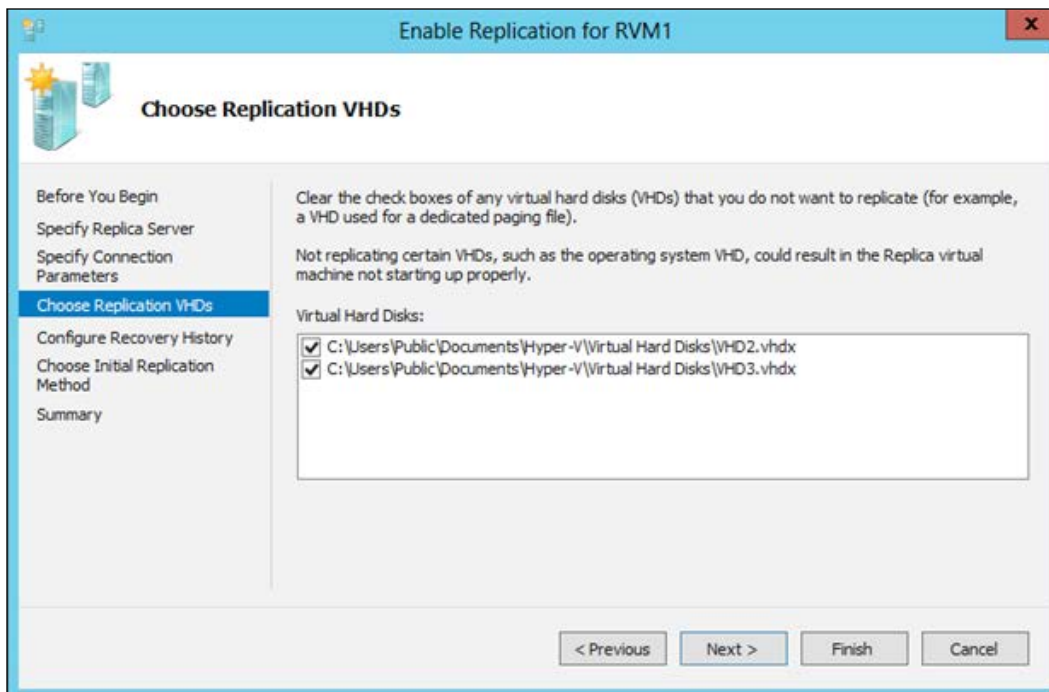 Enable Replication for RVM1
x
Choose Replication VHDs
Before You Begin
Specify Replica Server
Specify Connection
Parameters
Choose Replication VHDs
Configure Recovery History
Choose Initial Replication
Method
Summary
Clear the check boxes of any virtual hard disks (VHDs) that you do not want to replicate (for example,
a VHD used for a dedicated paging file).
Not replicating certain VHDs, such as the operating system VHD, could result in the Replica virtual
machine not starting up properly.
Virtual Hard Disks:
C:\Users\Public\Documents\Hyper-V\Virtual Hard Disks\VHD2.vhdx
C:\Users\Public\Documents\Hyper-V\Virtual Hard Disks\VHD3.vhdx
< Previous
Next >
Finish
Cancel